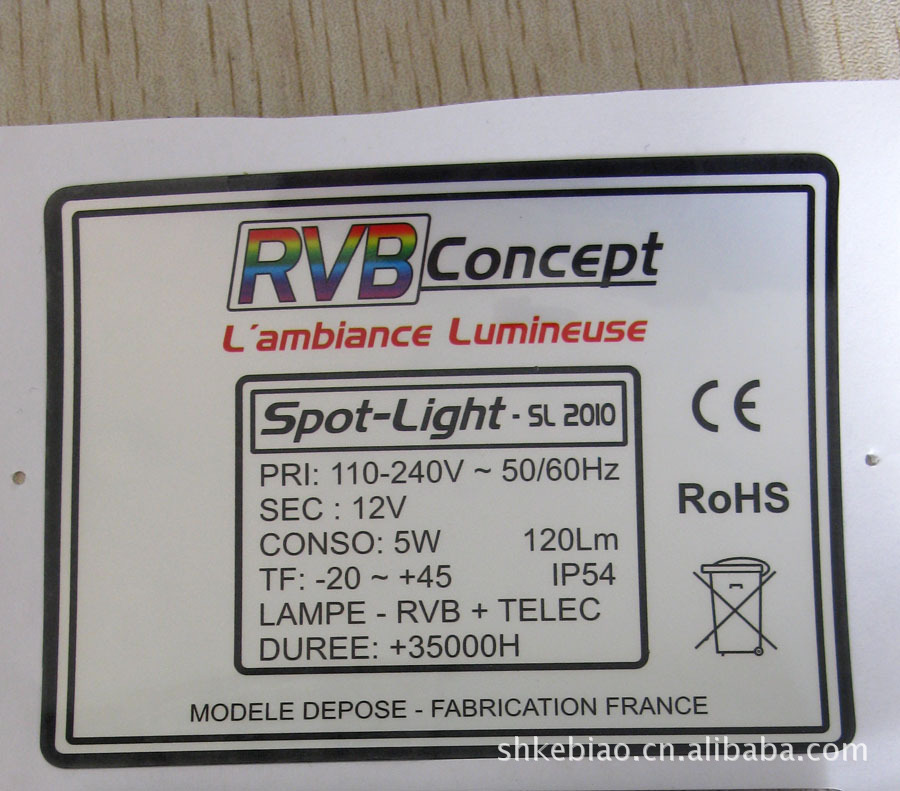 RVB Concept
L'ambiance Lumineuse
Spot-Light - SL 2010
PRI: 110-240V ~ 50/60Hz
SEC : 12V
CONSO: 5W 120Lm
TF: -20 ~ +45 IP54
LAMPE - RVB + TELEC
DUREE: +35000H
CE
RoHS
MODELE DEPOSE - FABRICATION FRANCE
shkebiao.cn.alibaba.com